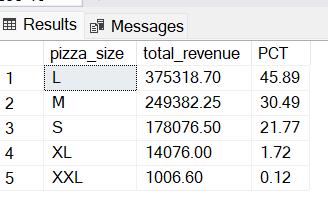 Results Messages
pizza_size total_revenue PCT
1 L 375318.70 45.89
2 M 249382.25 30.49
3 S 178076.50 21.77
4 XL 14076.00 1.72
5 XXL 1006.60 0.12